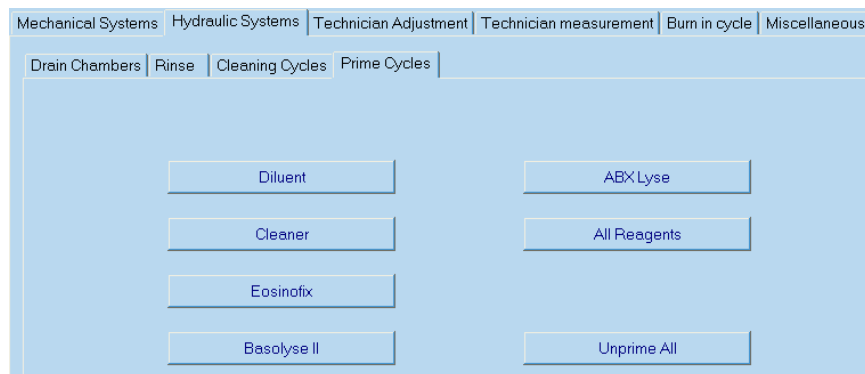 Mechanical Systems Hydraulic Systems Technician Adjustment Technician measurement Burn in cycle Miscellaneous
Drain Chambers Rinse Cleaning Cycles Prime Cycles
Diluent ABX Lyse
Cleaner All Reagents
Eosinofix
Basolyse II Unprime All